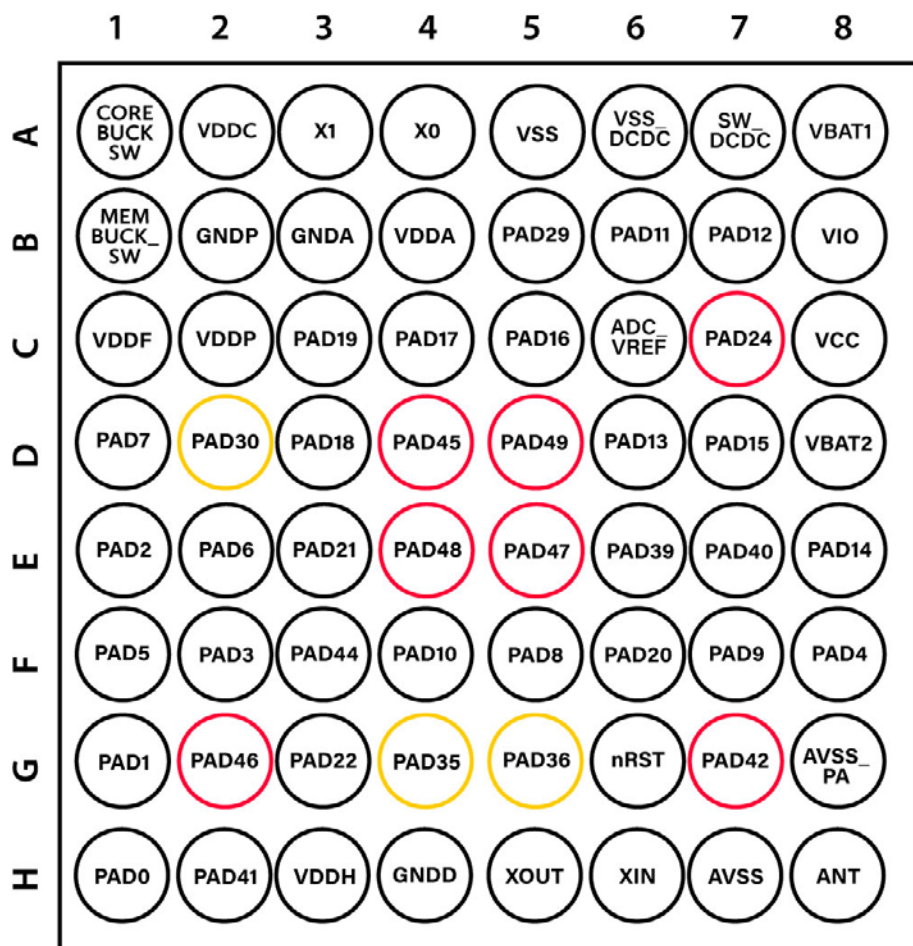 1 2 3 4 5 6 7 8
A CORE BUCK SW VDDC X1 X0 VSS VSS_ DCDC SW_ DCDC VBAT1
B MEM BUCK_ SW GNDP GNDA VDDA PAD29 PAD11 PAD12 VIO
C VDDF VDDP PAD19 PAD17 PAD16 ADC_ VREF PAD24 VCC
D PAD7 PAD30 PAD18 PAD45 PAD49 PAD13 PAD15 VBAT2
E PAD2 PAD6 PAD21 PAD48 PAD47 PAD39 PAD40 PAD14
F PAD5 PAD3 PAD44 PAD10 PAD8 PAD20 PAD9 PAD4
G PAD1 PAD46 PAD22 PAD35 PAD36 nRST PAD42 AVSS_ PA
H PAD0 PAD41 VDDH GNDD XOUT XIN AVSS ANT